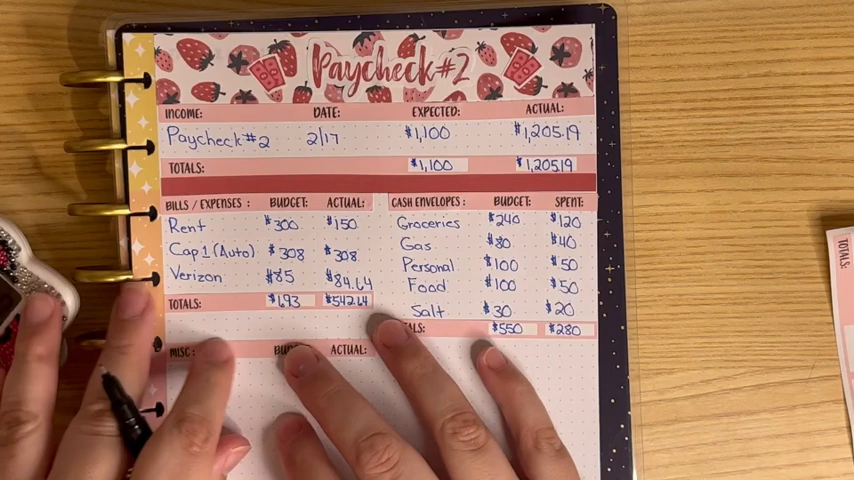 Paycheck #2
INCOME: DATE: EXPECTED: ACTUAL:
Paycheck #2 2/17 $1,100 $1,205.19
TOTALS: $1,100 $1,205.19
BILLS / EXPENSES: BUDGET: ACTUAL:
Rent $300 $150
Cap 1 (Auto) $308 $308
Verizon $85 $84.64
TOTALS: $693 $542.64
CASH ENVELOPES: BUDGET: SPENT:
Groceries $240 $120
Gas $80 $40
Personal $100 $50
Food $100 $50
Salt $30 $20
$550 $280
MISC: ACTUAL:
TOTALS: